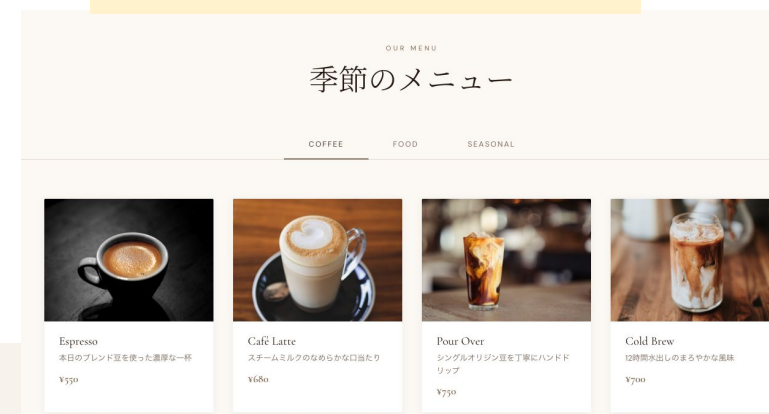 OUR MENU
季節のメニュー
COFFEE FOOD SEASONAL
Espresso
本日のブレンド豆を使った濃厚な一杯
¥550
Café Latte
スチームミルクのなめらかな口当たり
¥680
Pour Over
シングルオリジン豆を丁寧にハンドド
リップ
¥750
Cold Brew
12時間水出しのまろやかな風味
¥700